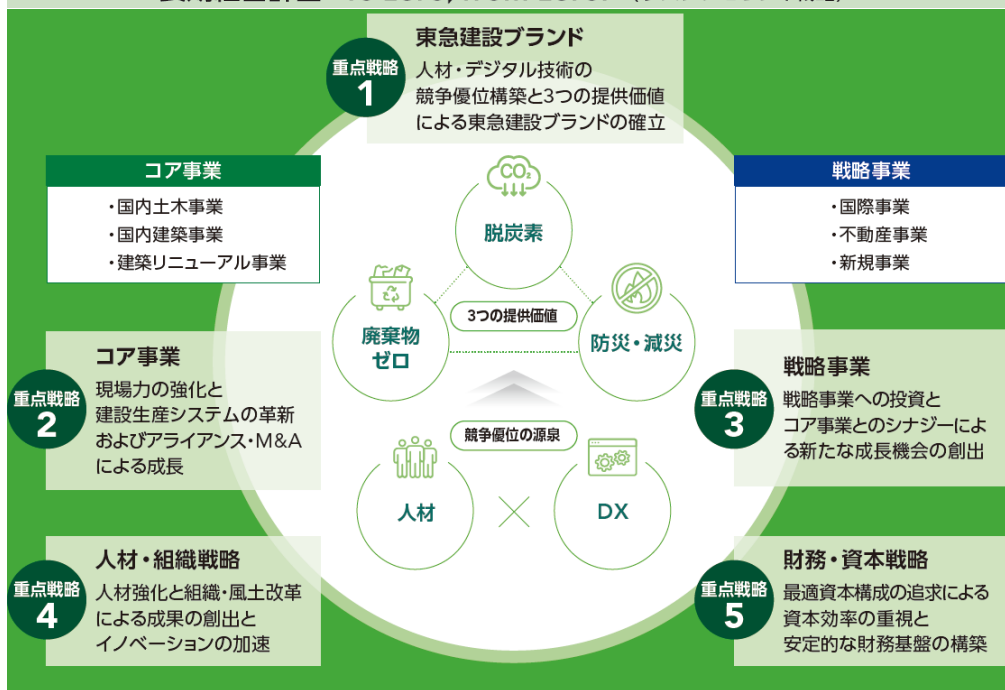 重点戦略
1
東急建設ブランド
人材・デジタル技術の
競争優位構築と3つの提供価値
による東急建設ブランドの確立
コア事業
・国内土木事業
・国内建築事業
・建築リニューアル事業
戦略事業
・国際事業
・不動産事業
・新規事業
CO₂
脱炭素
3つの提供価値
廃棄物
ゼロ
防災・減災
競争優位の源泉
人材
DX
重点戦略
2
コア事業
現場力の強化と
建設生産システムの革新
およびアライアンス・M&A
による成長
重点戦略
3
戦略事業
戦略事業への投資と
コア事業とのシナジーによ
る新たな成長機会の創出
重点戦略
4
人材・組織戦略
人材強化と組織・風土改革
による成果の創出と
イノベーションの加速
重点戦略
5
財務・資本戦略
最適資本構成の追求による
資本効率の重視と
安定的な財務基盤の構築